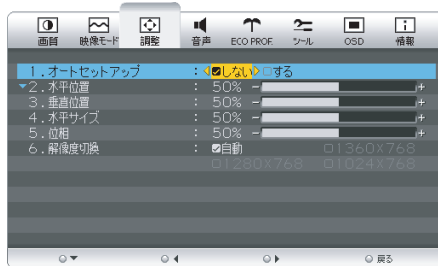 画質 映像モード 調整 音声 ECO PROF. ツール OSD 情報
1.オートセットアップ : しない する
2.水平位置 : 50% - +
3.垂直位置 : 50% - +
4.水平サイズ : 50% - +
5.位相 : 50% - +
6.解像度切換 : 自動 1360X768
1280X768 1024X768
戻る